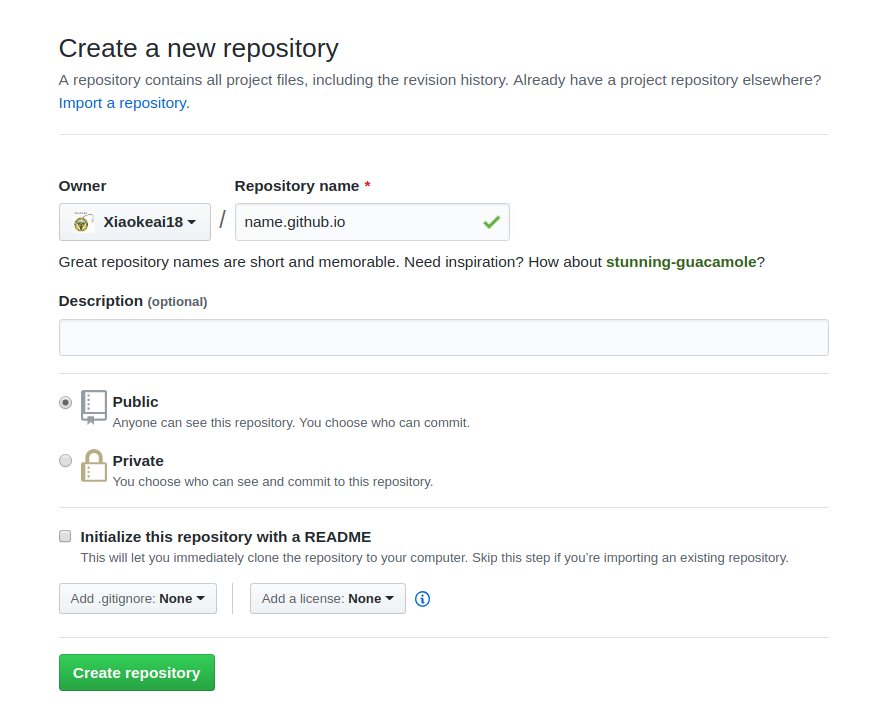 Create a new repository
A repository contains all project files, including the revision history. Already have a project repository elsewhere?
Import a repository.
Owner
Repository name *
Xiaokeai18 / name.github.io
Great repository names are short and memorable. Need inspiration? How about stunning-guacamole?
Description (optional)
Public
Anyone can see this repository. You choose who can commit.
Private
You choose who can see and commit to this repository.
Initialize this repository with a README
This will let you immediately clone the repository to your computer. Skip this step if you’re importing an existing repository.
Add .gitignore: None
Add a license: None
Create repository